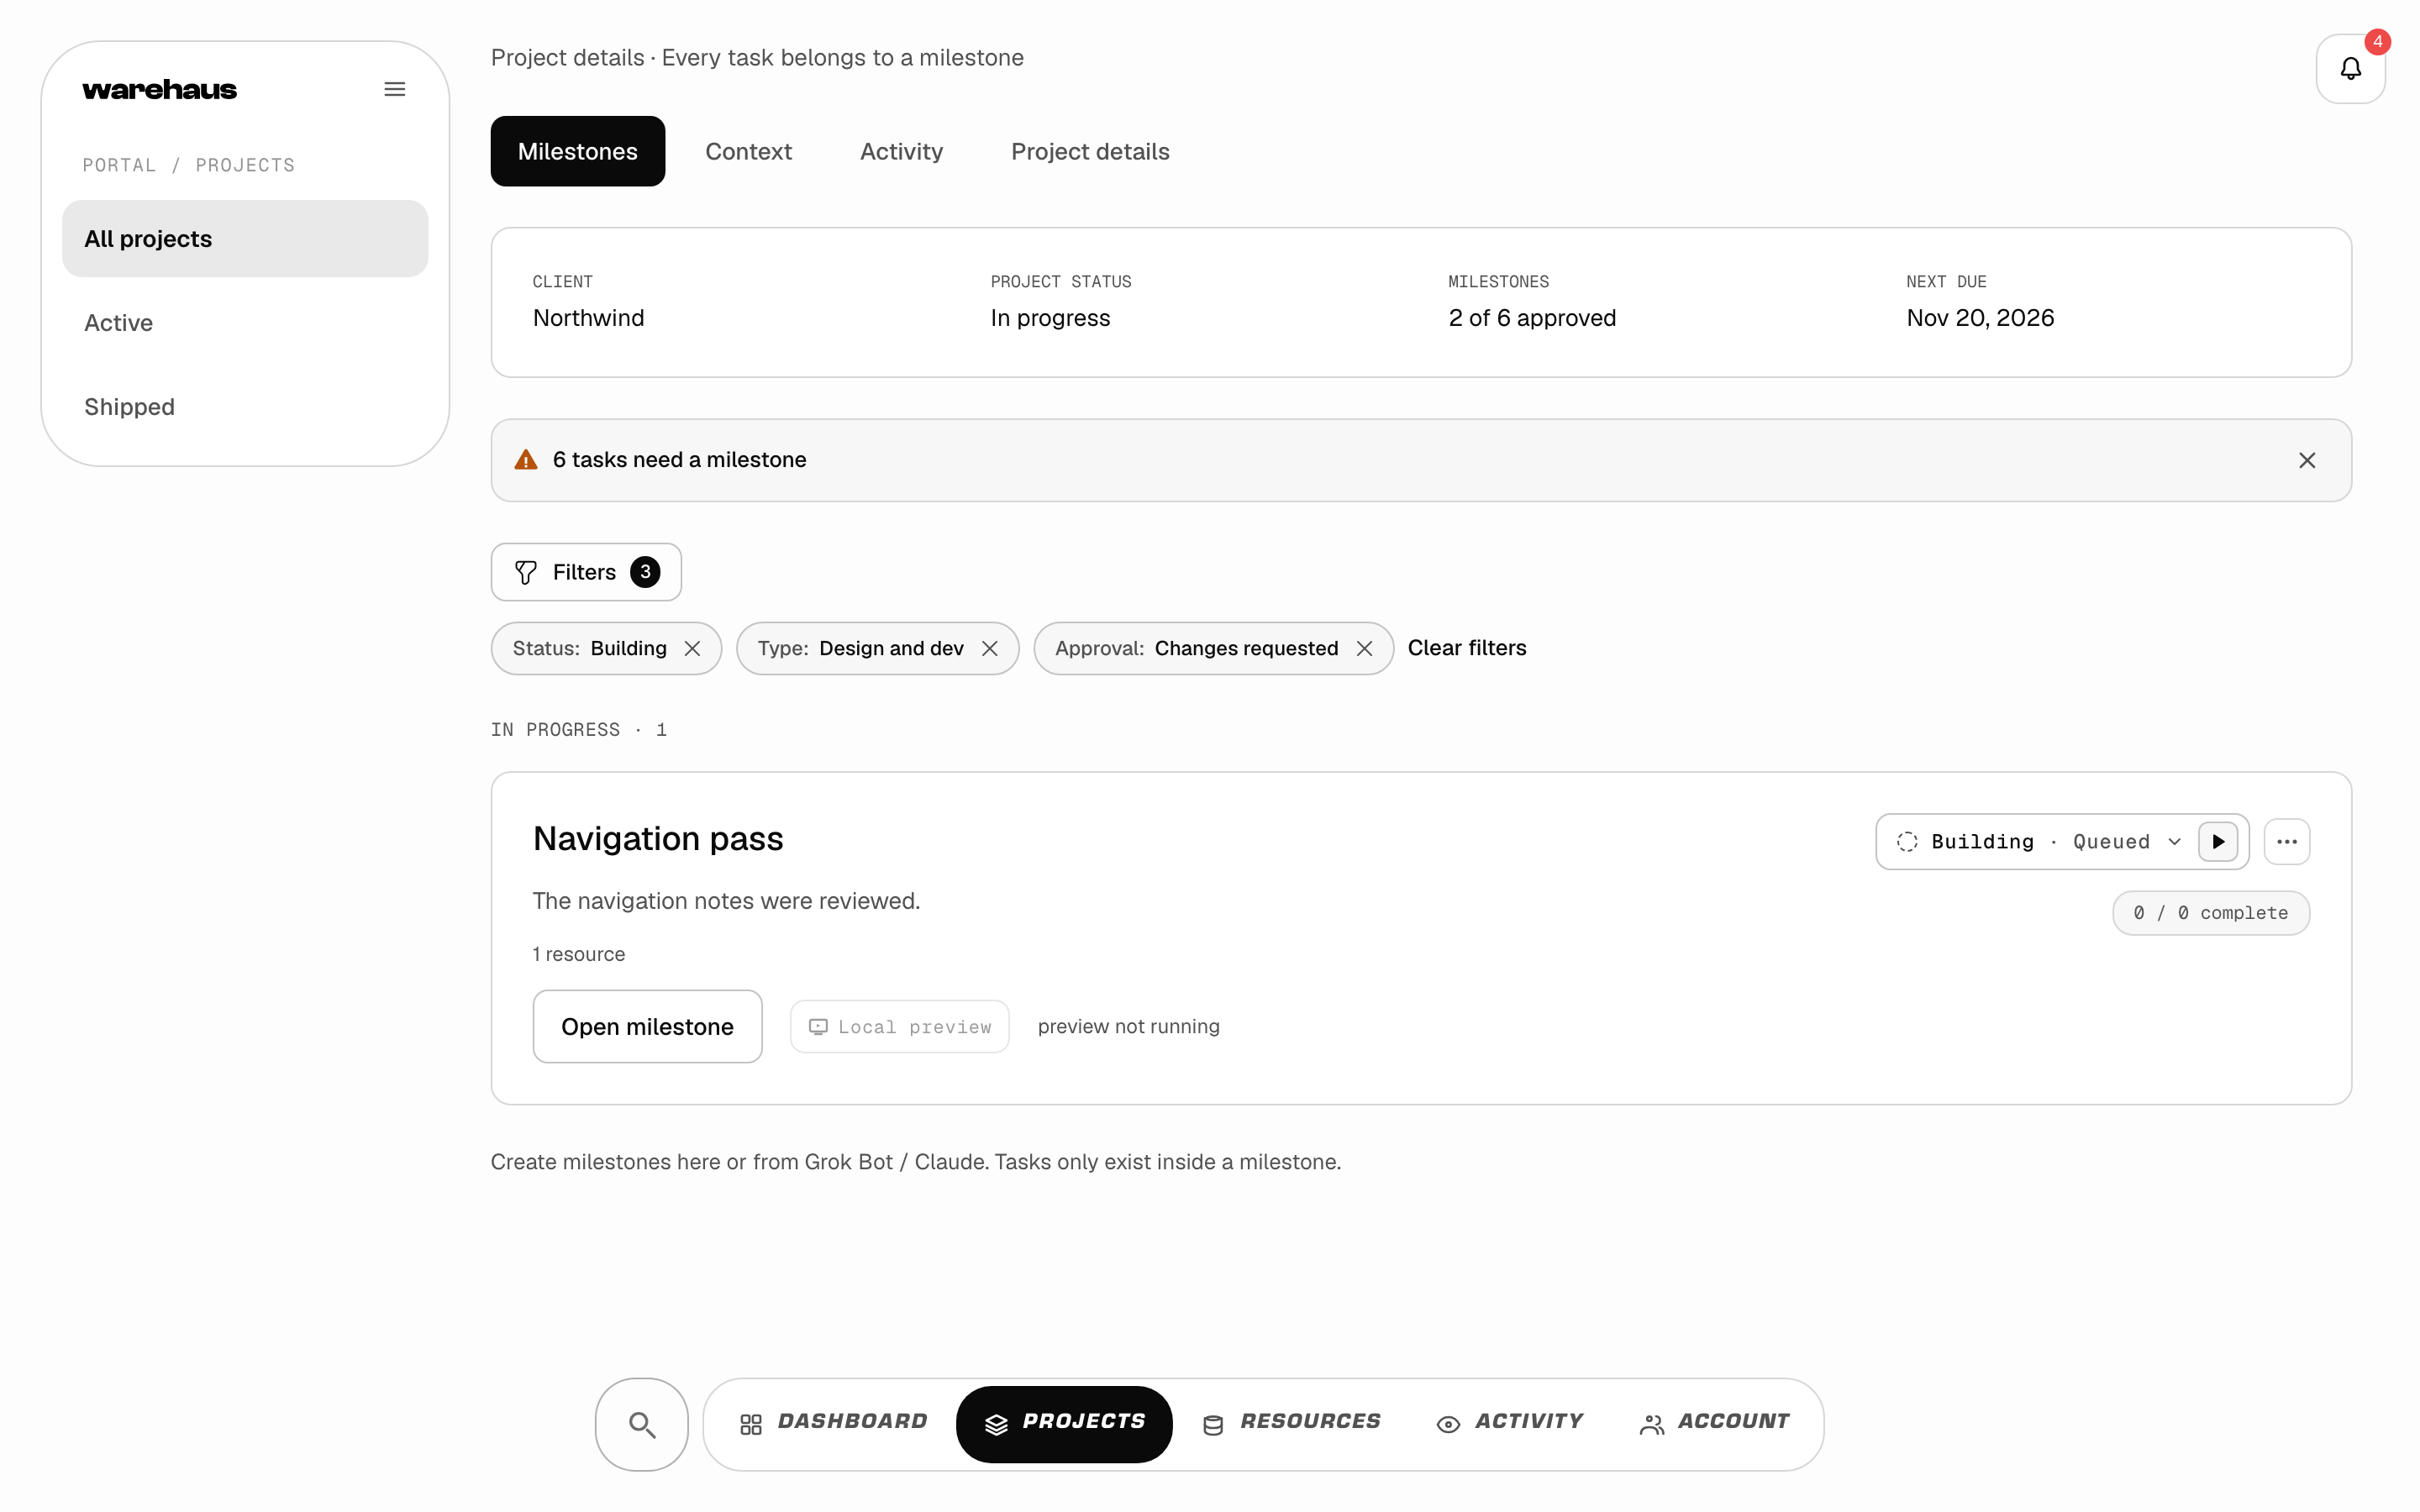 warehaus
PORTAL / PROJECTS
All projects
Active
Shipped
Project details · Every task belongs to a milestone
4
Milestones
Context
Activity
Project details
CLIENT
Northwind
PROJECT STATUS
In progress
MILESTONES
2 of 6 approved
NEXT DUE
Nov 20, 2026
6 tasks need a milestone
Filters 3
Status: Building
Type: Design and dev
Approval: Changes requested
Clear filters
IN PROGRESS · 1
Navigation pass
Building · Queued
The navigation notes were reviewed.
0 / 0 complete
1 resource
Open milestone
Local preview
preview not running
Create milestones here or from Grok Bot / Claude. Tasks only exist inside a milestone.
DASHBOARD
PROJECTS
RESOURCES
ACTIVITY
ACCOUNT